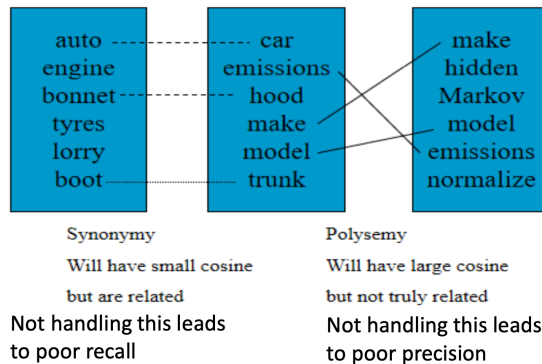 auto
engine
bonnet
tyres
lorry
boot
car
emissions
hood
make
model
trunk
make
hidden
Markov
model
emissions
normalize
Synonymy
Will have small cosine
but are related
Not handling this leads
to poor recall
Polysemy
Will have large cosine
but not truly related
Not handling this leads
to poor precision